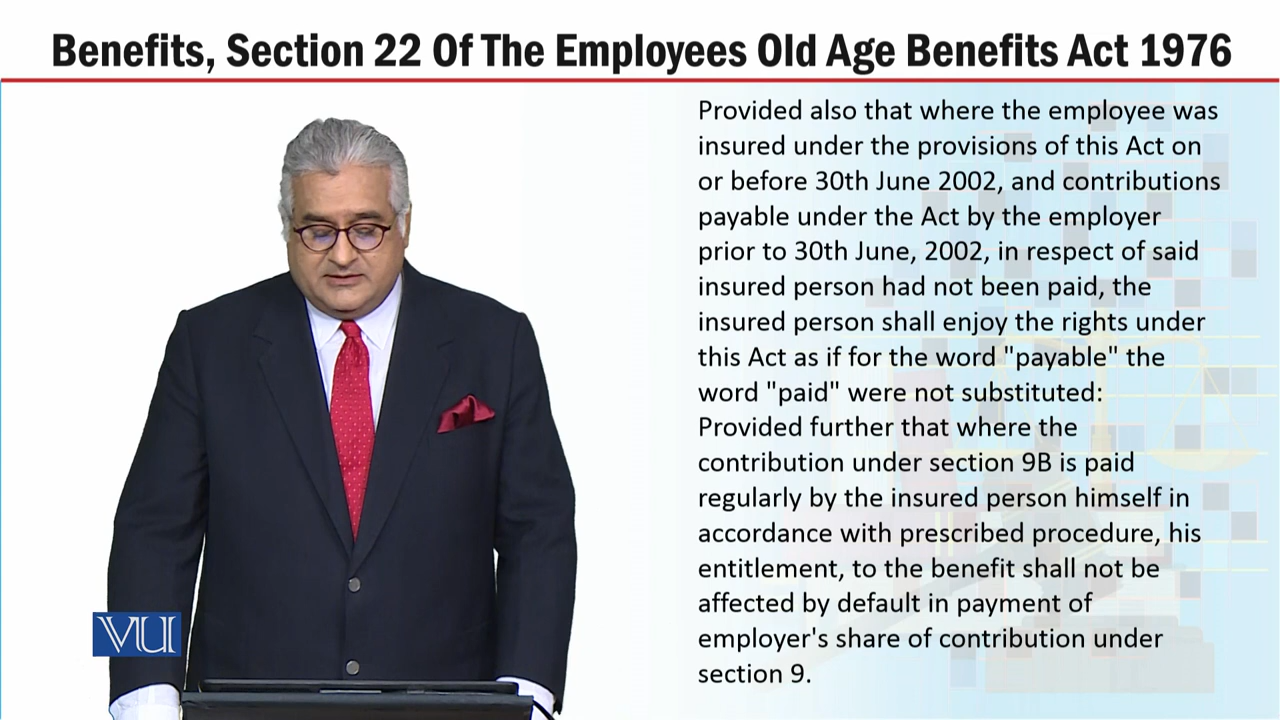 Benefits, Section 22 Of The Employees Old Age Benefits Act 1976
Provided also that where the employee was
insured under the provisions of this Act on
or before 30th June 2002, and contributions
payable under the Act by the employer
prior to 30th June, 2002, in respect of said
insured person had not been paid, the
insured person shall enjoy the rights under
this Act as if for the word "payable" the
word "paid" were not substituted:
Provided further that where the
contribution under section 9B is paid
regularly by the insured person himself in
accordance with prescribed procedure, his
entitlement, to the benefit shall not be
affected by default in payment of
employer's share of contribution under
section 9.
VU